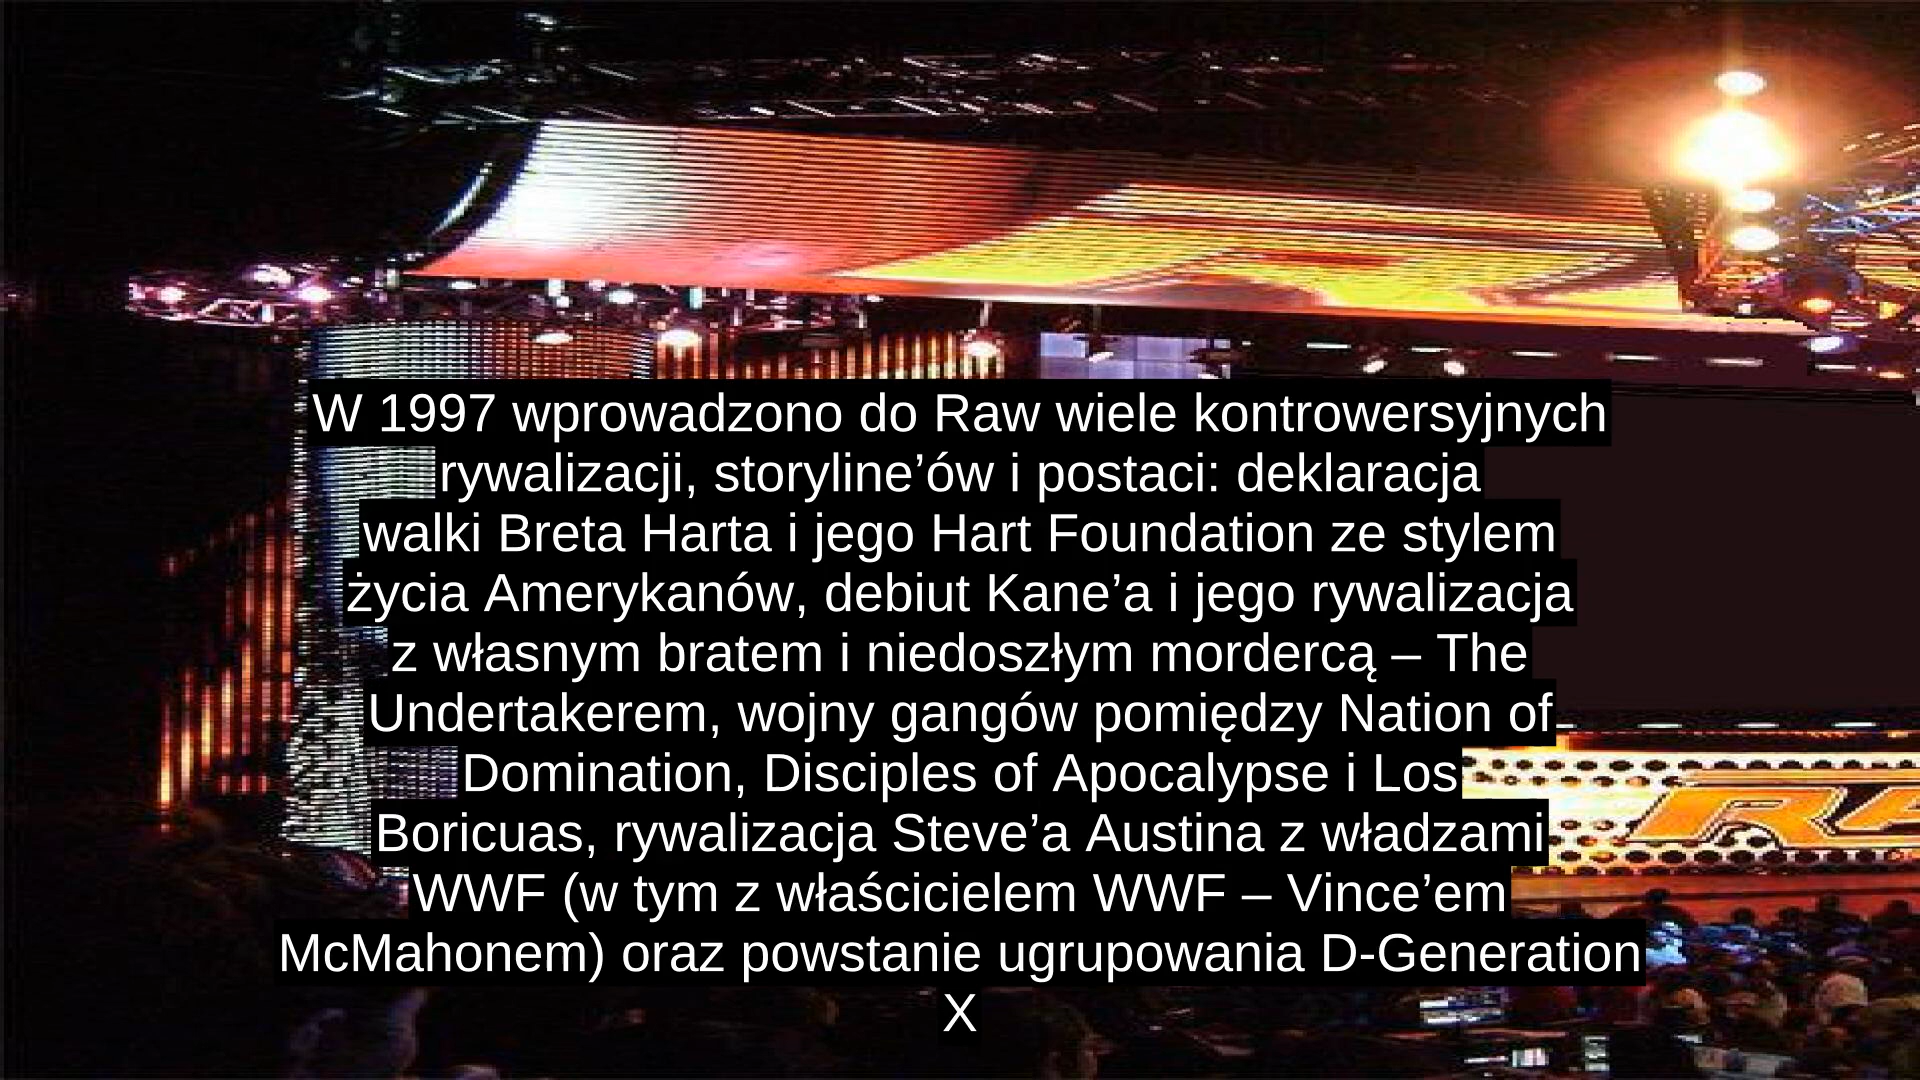 W 1997 wprowadzono do Raw wiele kontrowersyjnych
rywalizacji, storyline’ów i postaci: deklaracja
walki Breta Harta i jego Hart Foundation ze stylem
życia Amerykanów, debiut Kane’a i jego rywalizacja
z własnym bratem i niedoszłym mordercą – The
Undertakerem, wojny gangów pomiędzy Nation of
Domination, Disciples of Apocalypse i Los
Boricuas, rywalizacja Steve’a Austina z władzami
WWF (w tym z właścicielem WWF – Vince’em
McMahonem) oraz powstanie ugrupowania D-Generation
X